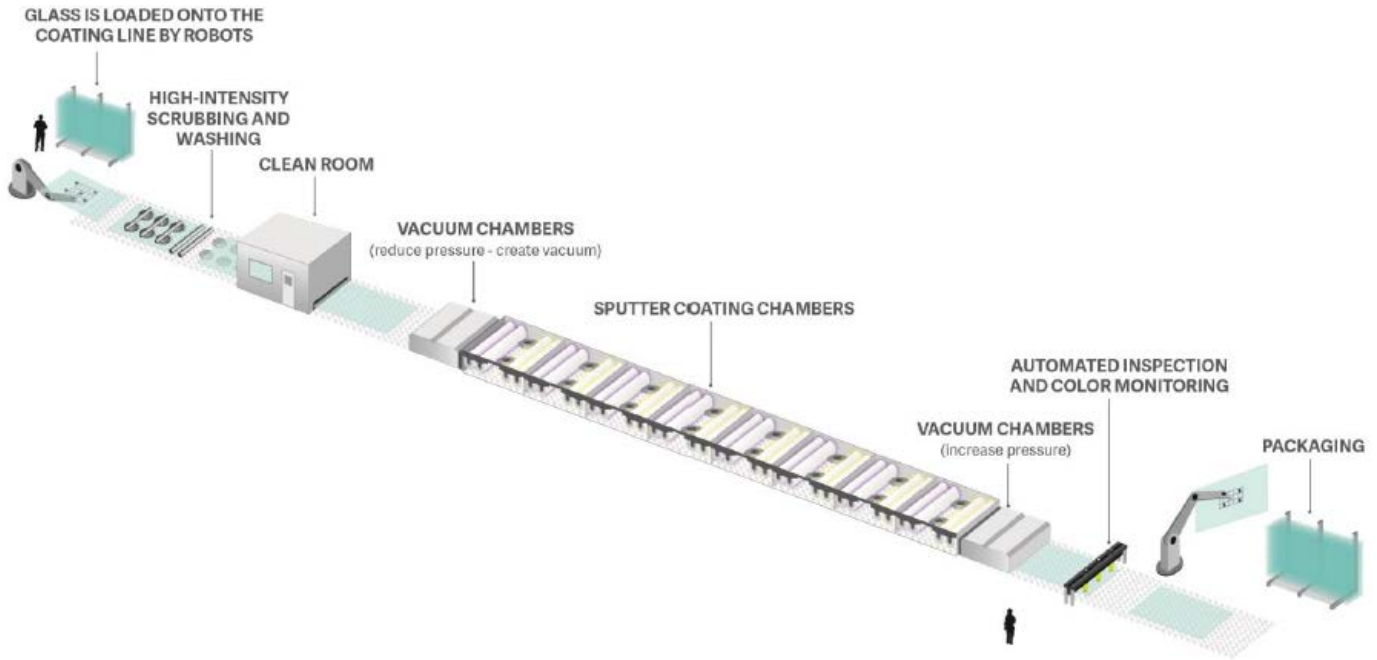 GLASS IS LOADED ONTO THE
COATING LINE BY ROBOTS
HIGH-INTENSITY
SCRUBBING AND
WASHING
CLEAN ROOM
VACUUM CHAMBERS
(reduce pressure - create vacuum)
SPUTTER COATING CHAMBERS
AUTOMATED INSPECTION
AND COLOR MONITORING
VACUUM CHAMBERS
(increase pressure)
PACKAGING